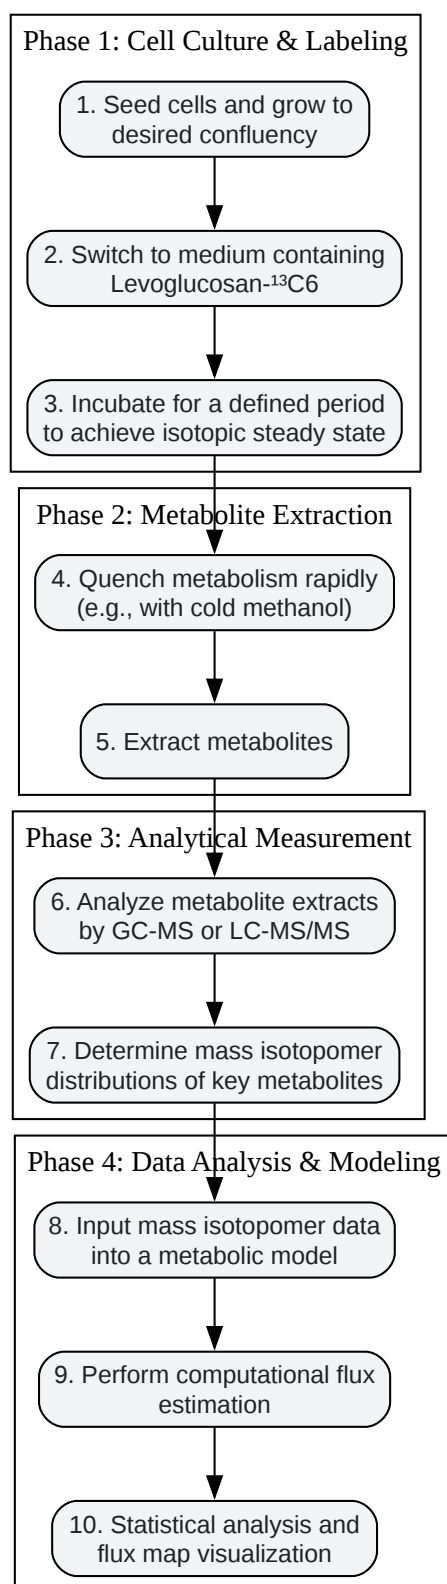 Phase 1: Cell Culture & Labeling
1. Seed cells and grow to
desired confluency
2. Switch to medium containing
Levoglucosan-¹³C6
3. Incubate for a defined period
to achieve isotopic steady state
Phase 2: Metabolite Extraction
4. Quench metabolism rapidly
(e.g., with cold methanol)
5. Extract metabolites
Phase 3: Analytical Measurement
6. Analyze metabolite extracts
by GC-MS or LC-MS/MS
7. Determine mass isotopomer
distributions of key metabolites
Phase 4: Data Analysis & Modeling
8. Input mass isotopomer data
into a metabolic model
9. Perform computational flux
estimation
10. Statistical analysis and
flux map visualization